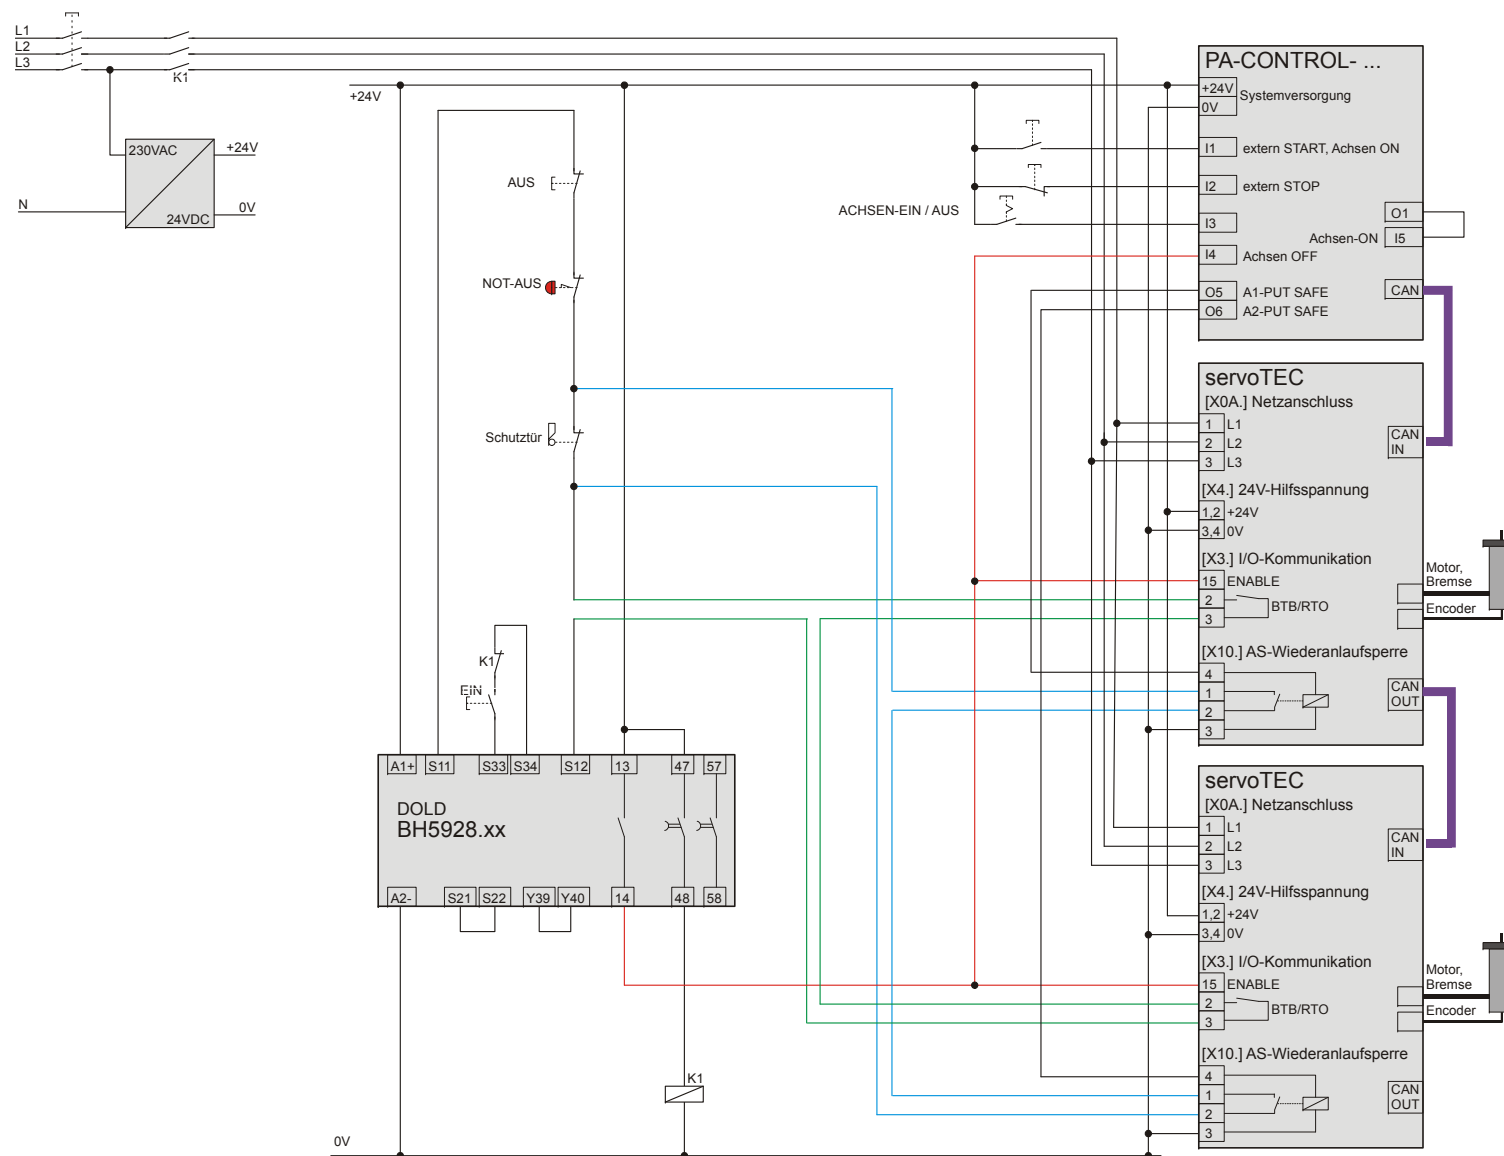 L1
L2
L3
K1
+24V
230VAC
24VDC
+24V
0V
N
AUS
NOT-AUS
Schutztür
K1
EIN
ACHSEN-EIN / AUS
A1+
S11
S33
S34
S12
13
47
57
DOLD
BH5928.xx
A2-
S21
S22
Y39
Y40
14
48
58
K1
0V
PA-CONTROL- ...
+24V
Systemversorgung
0V
I1 extern START, Achsen ON
I2 extern STOP
I3
O1
Achsen-ON I5
I4 Achsen OFF
O5 A1-PUT SAFE
CAN
O6 A2-PUT SAFE
servoTEC
[X0A.] Netzanschluss
1 L1
2 L2
3 L3
CAN
IN
[X4.] 24V-Hilfsspannung
1,2 +24V
3,4 0V
[X3.] I/O-Kommunikation
15 ENABLE
2
BTB/RTO
3
Motor,
Bremse
Encoder
[X10.] AS-Wiederanlaufsperre
4
1
2
3
CAN
OUT
servoTEC
[X0A.] Netzanschluss
1 L1
2 L2
3 L3
CAN
IN
[X4.] 24V-Hilfsspannung
1,2 +24V
3,4 0V
[X3.] I/O-Kommunikation
15 ENABLE
2
BTB/RTO
3
Motor,
Bremse
Encoder
[X10.] AS-Wiederanlaufsperre
4
1
2
3
CAN
OUT